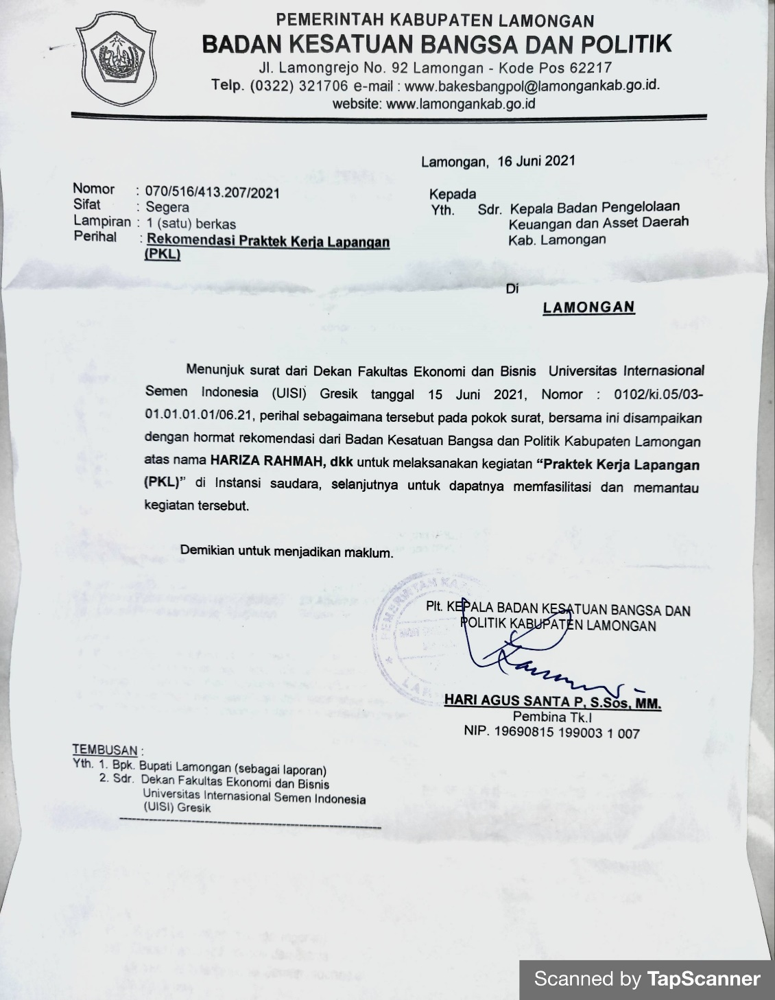 PEMERINTAH KABUPATEN LAMONGAN
BADAN KESATUAN BANGSA DAN POLITIK
Jl. Lamongrejo No. 92 Lamongan - Kode Pos 62217
Telp. (0322) 321706 e-mail : www.bakesbangpol@lamongankab.go.id.
website: www.lamongankab.go.id
Lamongan, 16 Juni 2021
Nomor : 070/516/413.207/2021
Sifat : Segera
Lampiran : 1 (satu) berkas
Perihal : Rekomendasi Praktek Kerja Lapangan
(PKL)
Kepada
Yth. Sdr. Kepala Badan Pengelolaan
Keuangan dan Asset Daerah
Kab. Lamongan
Di
LAMONGAN
Menunjuk surat dari Dekan Fakultas Ekonomi dan Bisnis Universitas Internasional
Semen Indonesia (UISI) Gresik tanggal 15 Juni 2021, Nomor : 0102/ki.05/03-
01.01.01.01/06.21, perihal sebagaimana tersebut pada pokok surat, bersama ini disampaikan
dengan hormat rekomendasi dari Badan Kesatuan Bangsa dan Politik Kabupaten Lamongan
atas nama HARIZA RAHMAH, dkk untuk melaksanakan kegiatan “Praktek Kerja Lapangan
(PKL)” di Instansi saudara, selanjutnya untuk dapatnya memfasilitasi dan memantau
kegiatan tersebut.
Demikian untuk menjadikan maklum.
Plt. KEPALA BADAN KESATUAN BANGSA DAN
POLITIK KABUPATEN LAMONGAN
HARI AGUS SANTA P, S.Sos, MM.
Pembina Tk.I
NIP. 19690815 199003 1 007
TEMBUSAN :
Yth. 1. Bpk. Bupati Lamongan (sebagai laporan)
2. Sdr. Dekan Fakultas Ekonomi dan Bisnis
Universitas Internasional Semen Indonesia
(UISI) Gresik
Scanned by TapScanner